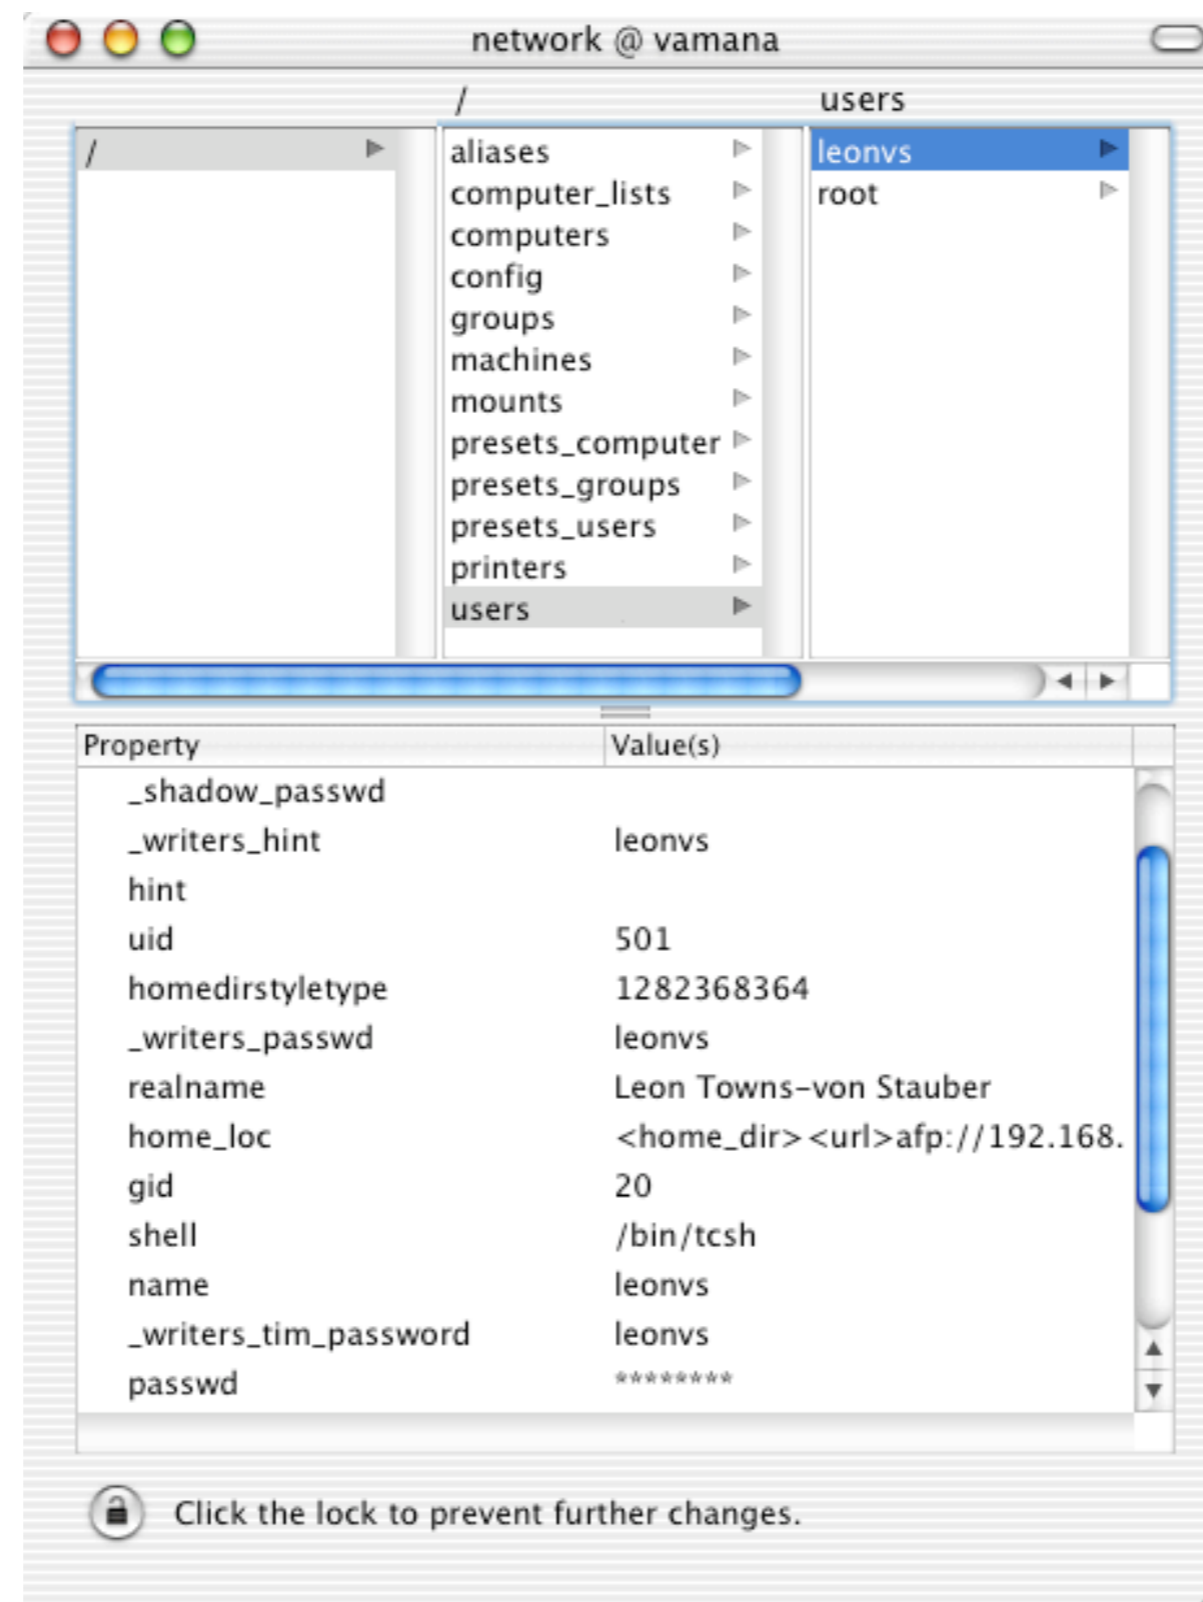 network @ vamana
/ users
/
aliases
computer_lists
computers
config
groups
machines
mounts
presets_computer
presets_groups
presets_users
printers
users
leonvs
root
Property Value(s)
_shadow_passwd
_writers_hint leonvs
hint
uid 501
homedirstyletype 1282368364
_writers_passwd leonvs
realname Leon Towns-von Stauber
home_loc <home_dir><url>afp://192.168.
gid 20
shell /bin/tcsh
name leonvs
_writers_tim_password leonvs
passwd ********
Click the lock to prevent further changes.